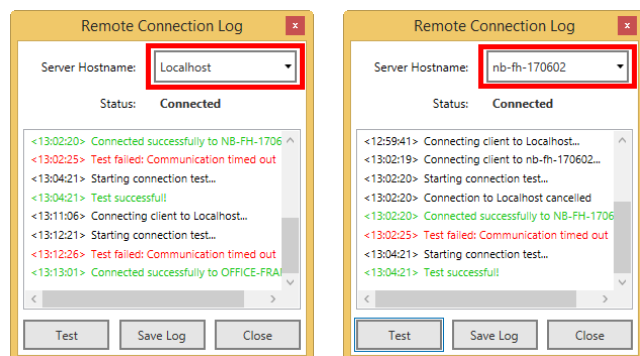 Remote Connection Log
x
Server Hostname: Localhost
Status: Connected
<13:02:20> Connected successfully to NB-FH-1706
<13:02:25> Test failed: Communication timed out
<13:04:21> Starting connection test...
<13:04:21> Test successful!
<13:11:06> Connecting client to Localhost...
<13:12:21> Starting connection test...
<13:12:26> Test failed: Communication timed out
<13:13:01> Connected successfully to OFFICE-FRA
Test Save Log Close
Remote Connection Log
x
Server Hostname: nb-fh-170602
Status: Connected
<12:59:41> Connecting client to Localhost...
<13:02:19> Connecting client to nb-fh-170602...
<13:02:20> Starting connection test...
<13:02:20> Connection to Localhost cancelled
<13:02:20> Connected successfully to NB-FH-1706
<13:02:25> Test failed: Communication timed out
<13:04:21> Starting connection test...
<13:04:21> Test successful!
Test Save Log Close